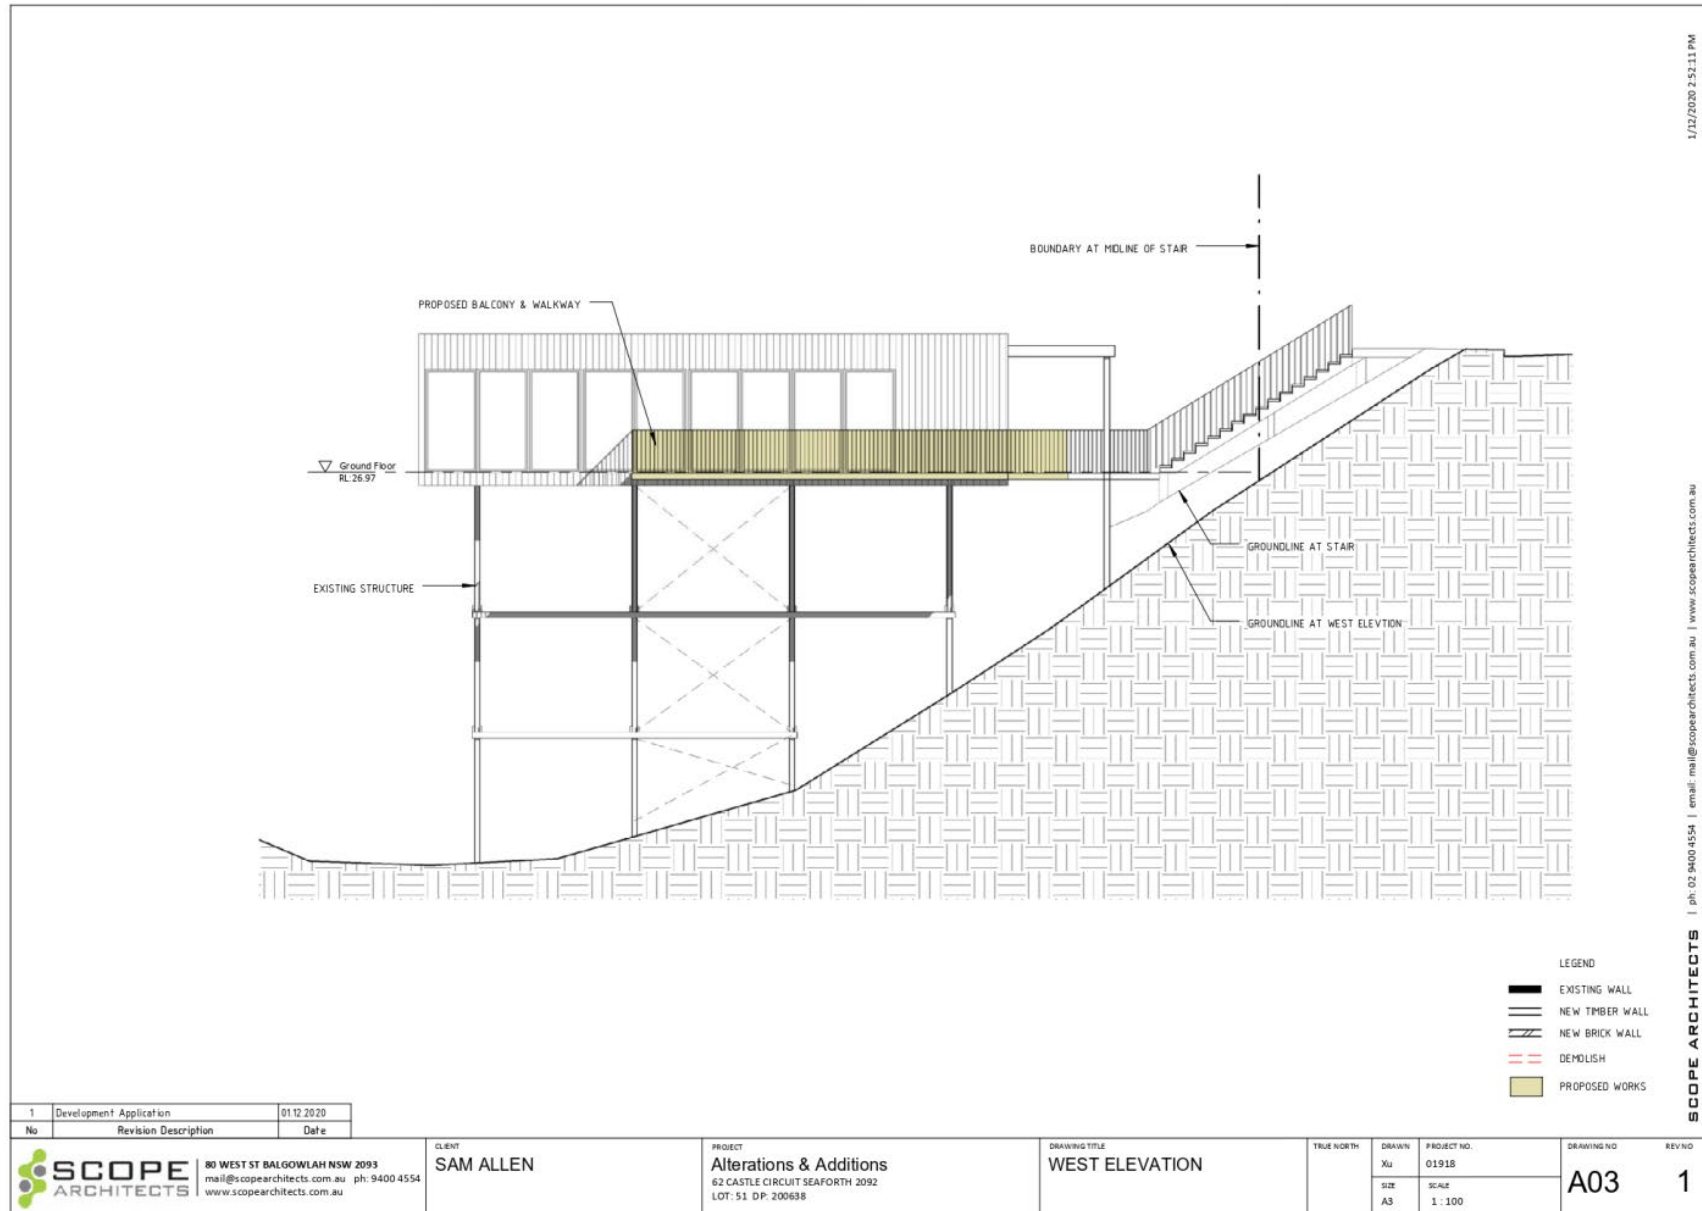 1/12/2020 2:52:11 PM
BOUNDARY AT MIDLINE OF STAIR
PROPOSED BALCONY & WALKWAY
Ground Floor
RL:26.97
GROUNDLINE AT STAIR
EXISTING STRUCTURE
GROUNDLINE AT WEST ELEVTION
LEGEND
EXISTING WALL
NEW TIMBER WALL
NEW BRICK WALL
DEMOLISH
PROPOSED WORKS
SCOPE ARCHITECTS | ph: 02 9400 4554 | email: mail@scopearchitects.com.au | www.scopearchitects.com.au
1 Development Application 01.12.2020
No Revision Description Date
SCOPE
ARCHITECTS
80 WEST ST BALGOWLAH NSW 2093
mail@scopearchitects.com.au ph: 9400 4554
www.scopearchitects.com.au
CLIENT
SAM ALLEN
PROJECT
Alterations & Additions
62 CASTLE CIRCUIT SEAFORTH 2092
LOT: 51 DP: 200638
DRAWING TITLE
WEST ELEVATION
TRUE NORTH
DRAWN
Xu
SIZE
A3
PROJECT NO.
01918
SCALE
1 : 100
DRAWING NO
A03
REV NO
1